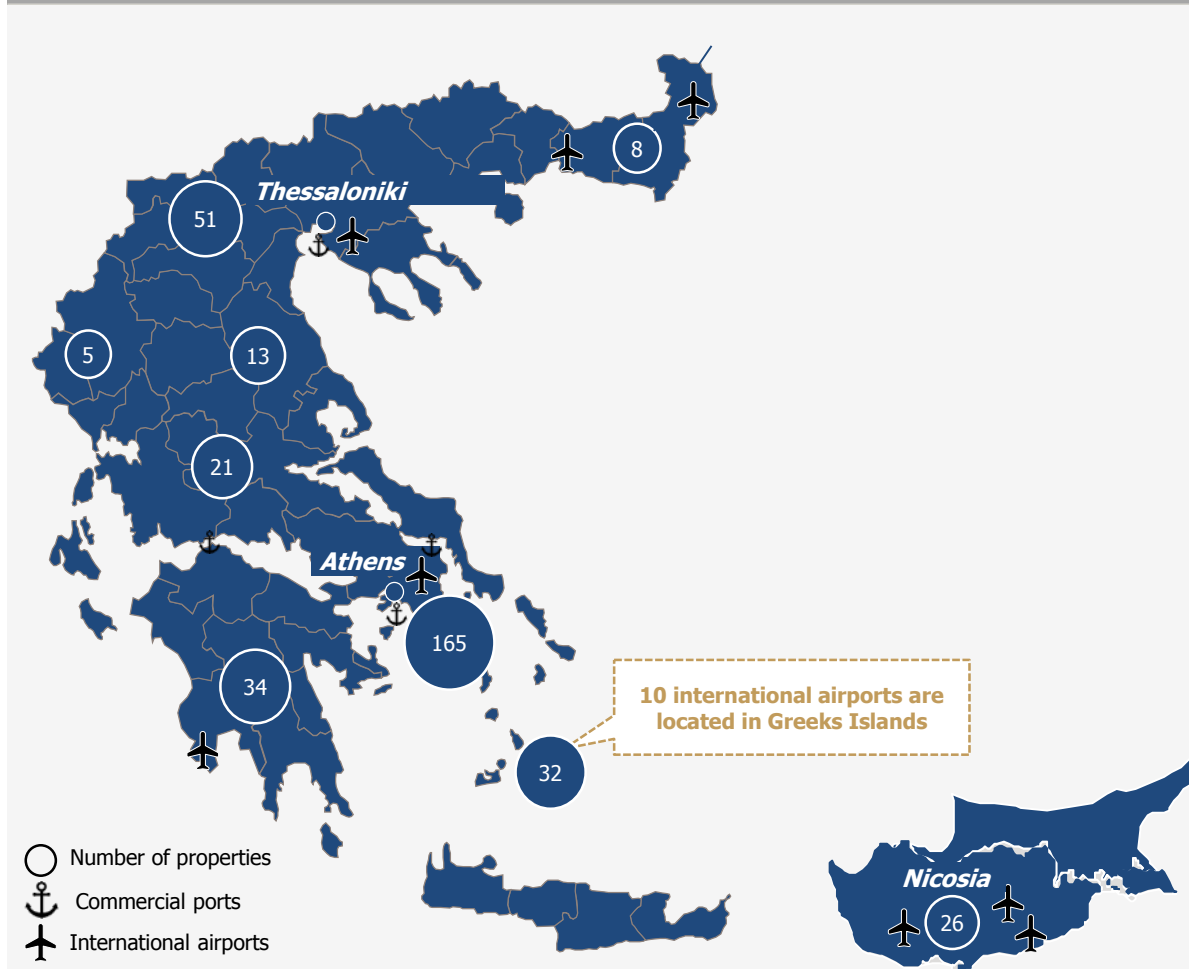 8
Thessaloniki
51
5
13
21
Athens
165
34
10 international airports are
located in Greeks Islands
32
Nicosia
26
Number of properties
Commercial ports
International airports